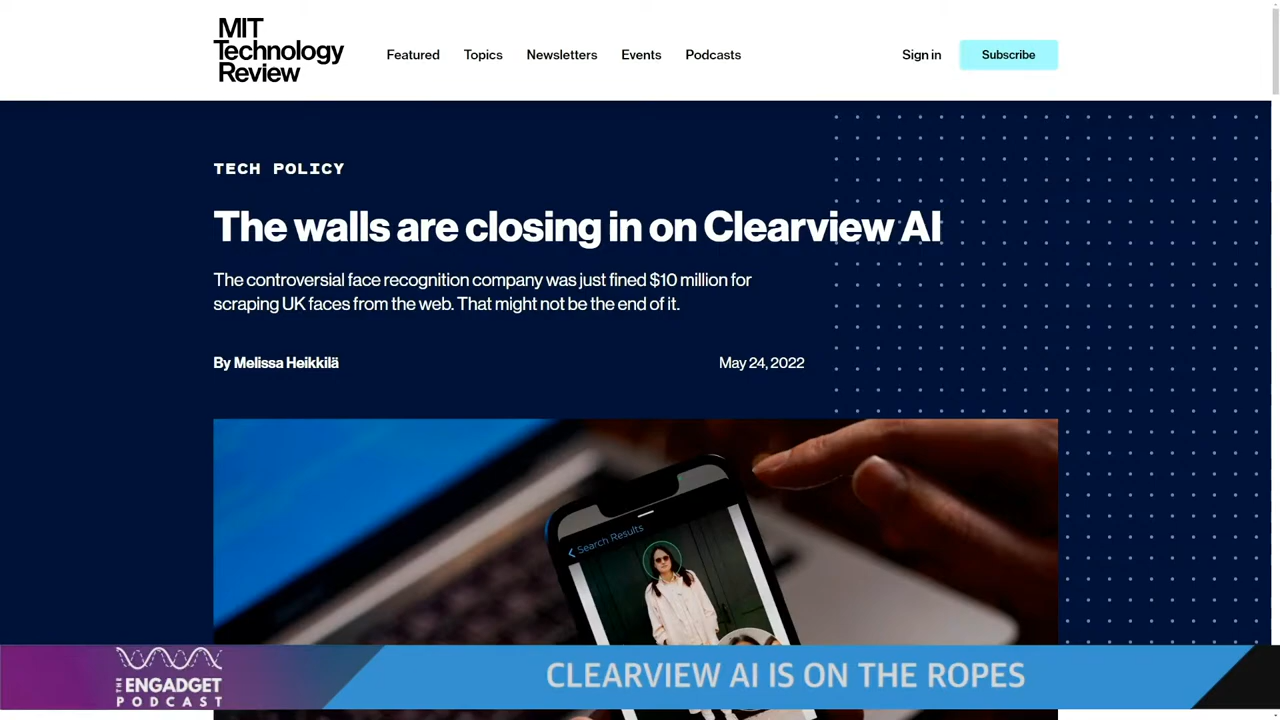 MIT
Technology
Review
Featured Topics Newsletters Events Podcasts Sign in Subscribe
TECH POLICY
The walls are closing in on Clearview AI
The controversial face recognition company was just fined $10 million for
scraping UK faces from the web. That might not be the end of it.
By Melissa Heikkilä May 24, 2022
Search Results
THE ENGADGET PODCAST
CLEARVIEW AI IS ON THE ROPES